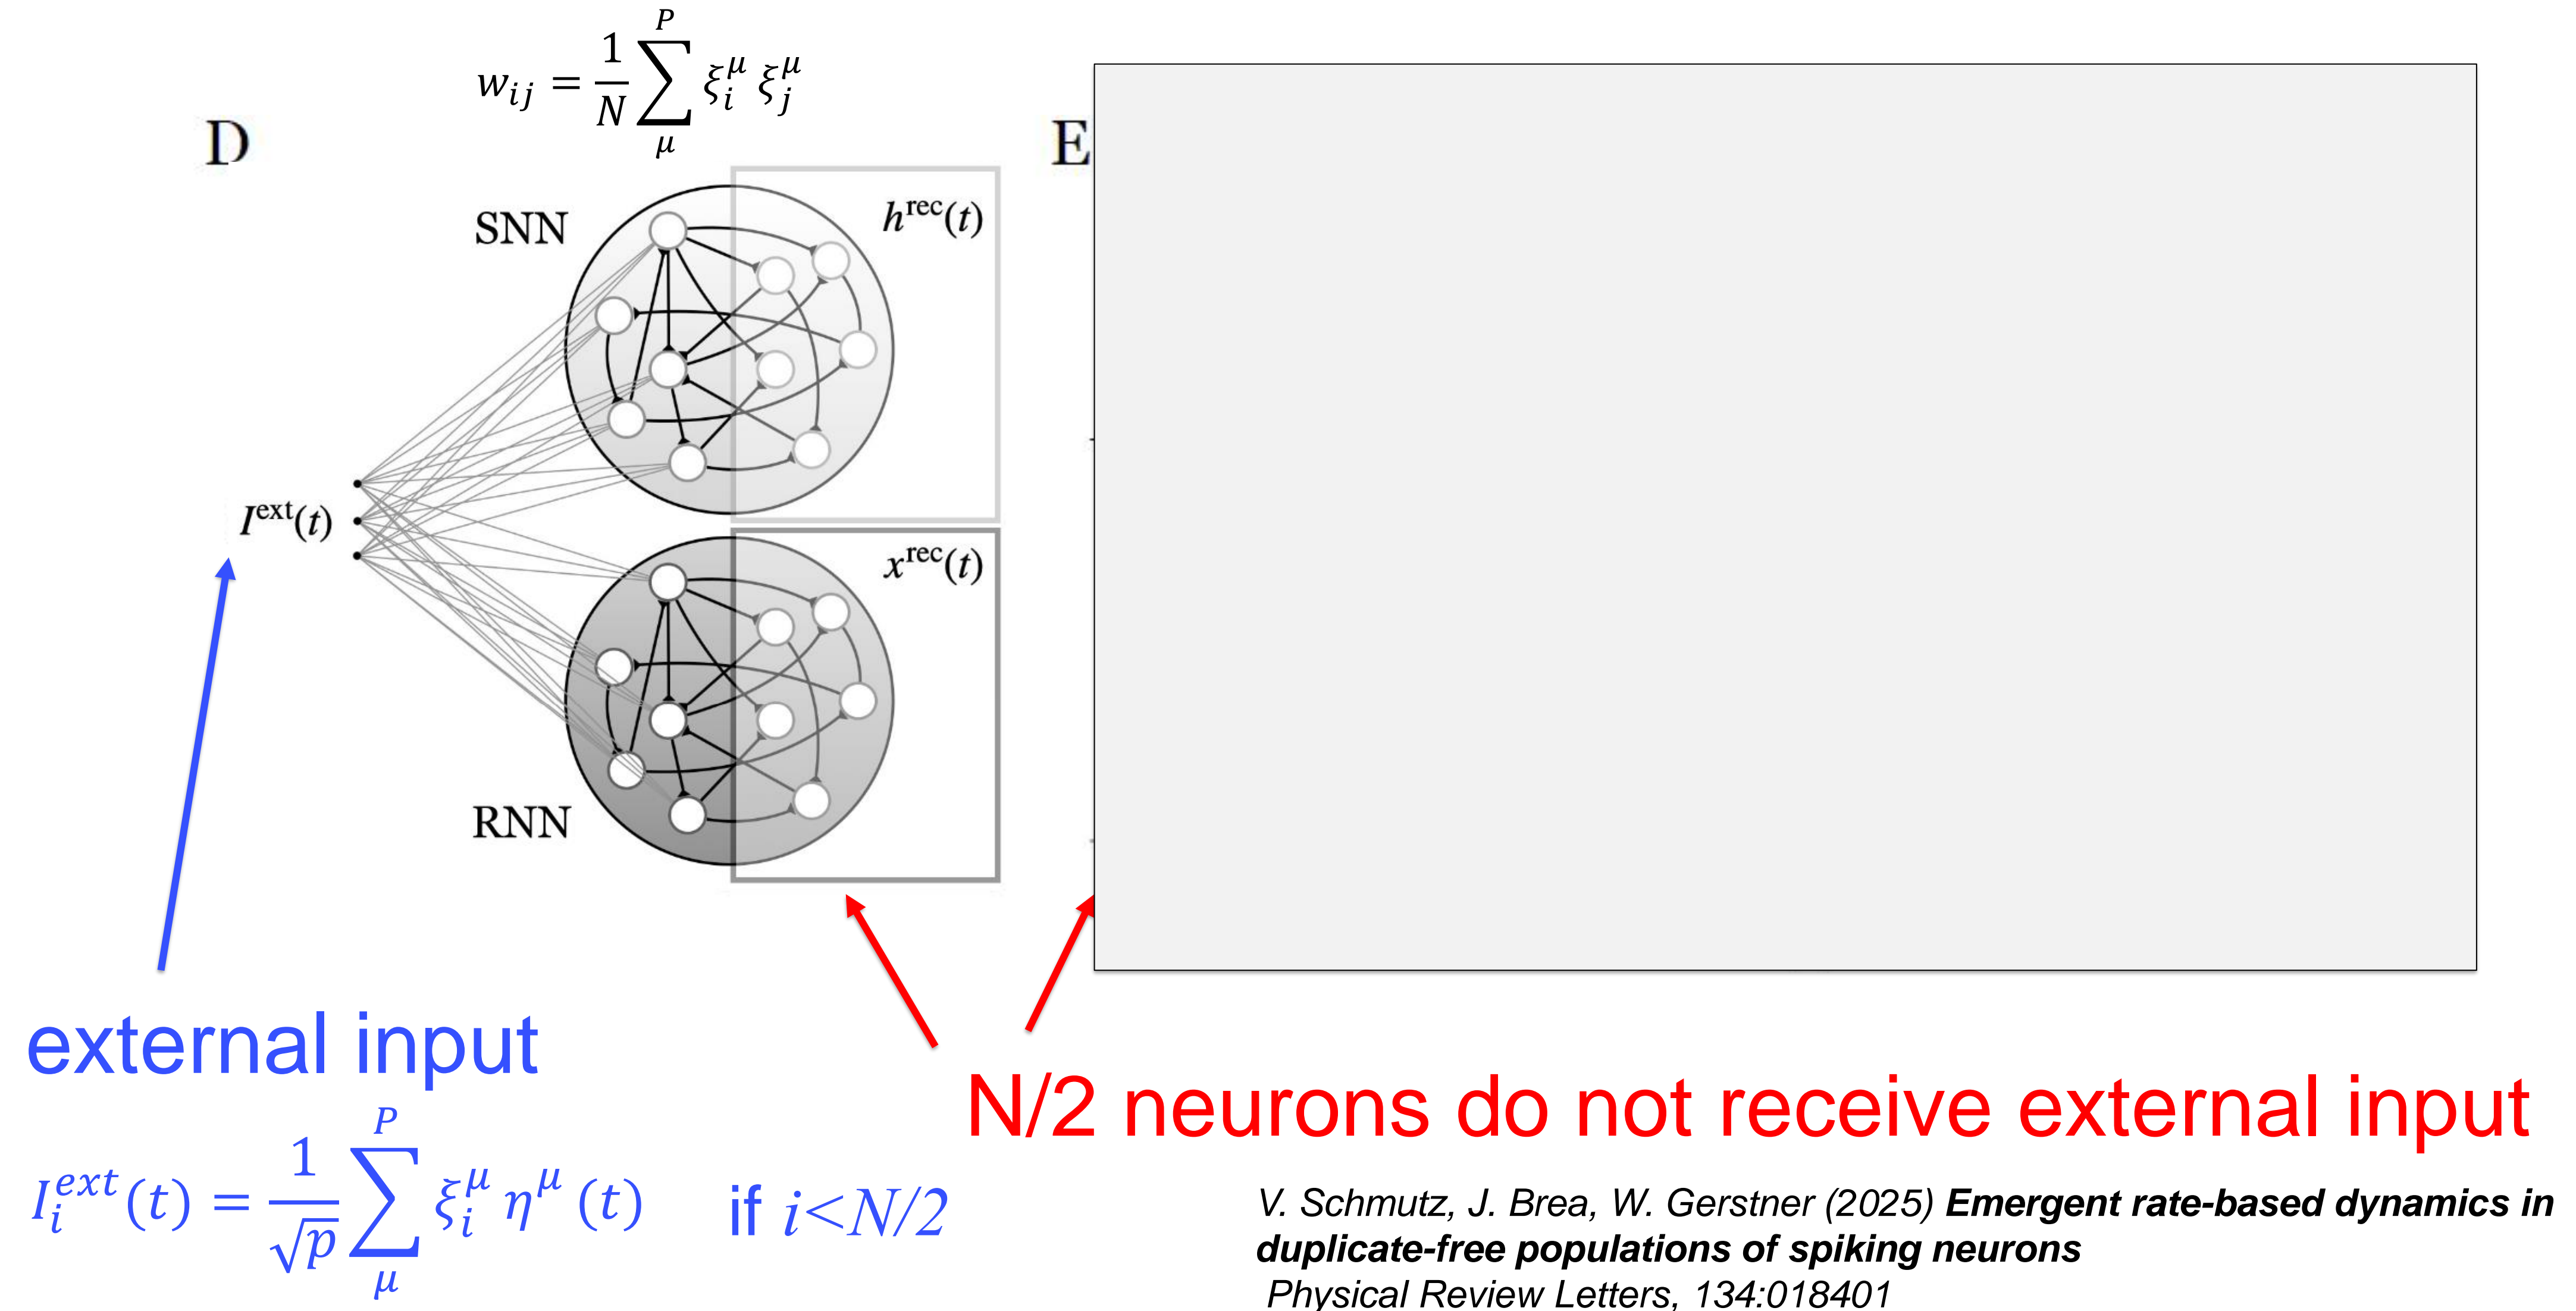 w_{ij} = \frac{1}{N} \sum_{\mu}^{P} \xi_i^{\mu} \xi_j^{\mu}
D
E
SNN
h^{rec}(t)
I^{ext}(t)
x^{rec}(t)
RNN
external input
N/2 neurons do not receive external input
I_i^{ext}(t) = \frac{1}{\sqrt{p}} \sum_{\mu}^{P} \xi_i^{\mu} \eta^{\mu}(t) if i<N/2
V. Schmutz, J. Brea, W. Gerstner (2025) Emergent rate-based dynamics in
duplicate-free populations of spiking neurons
Physical Review Letters, 134:018401